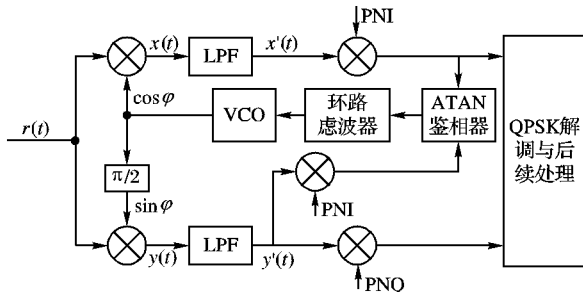 PNI
x(t)
LPF
x'(t)
cosφ
VCO
环路
滤波器
ATAN
鉴相器
QPSK解
调与后
续处理
r(t)
π/2
sinφ
PNI
y(t)
LPF
y'(t)
PNQ